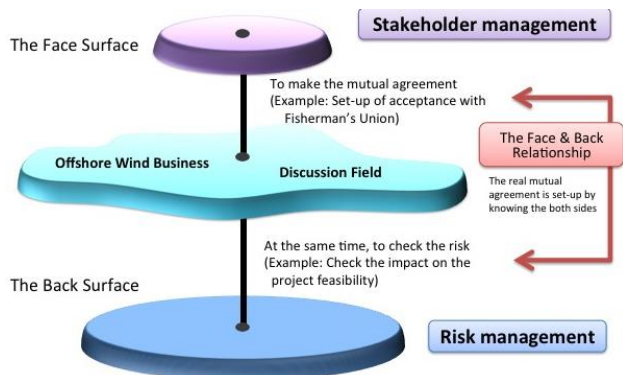 Stakeholder management
The Face Surface
To make the mutual agreement
(Example: Set-up of acceptance with
Fisherman's Union)
The Face & Back
Relationship
Offshore Wind Business
Discussion Field
The real mutual
agreement is set-up by
knowing the both sides
At the same time, to check the risk
(Example: Check the impact on the
project feasibility)
The Back Surface
Risk management